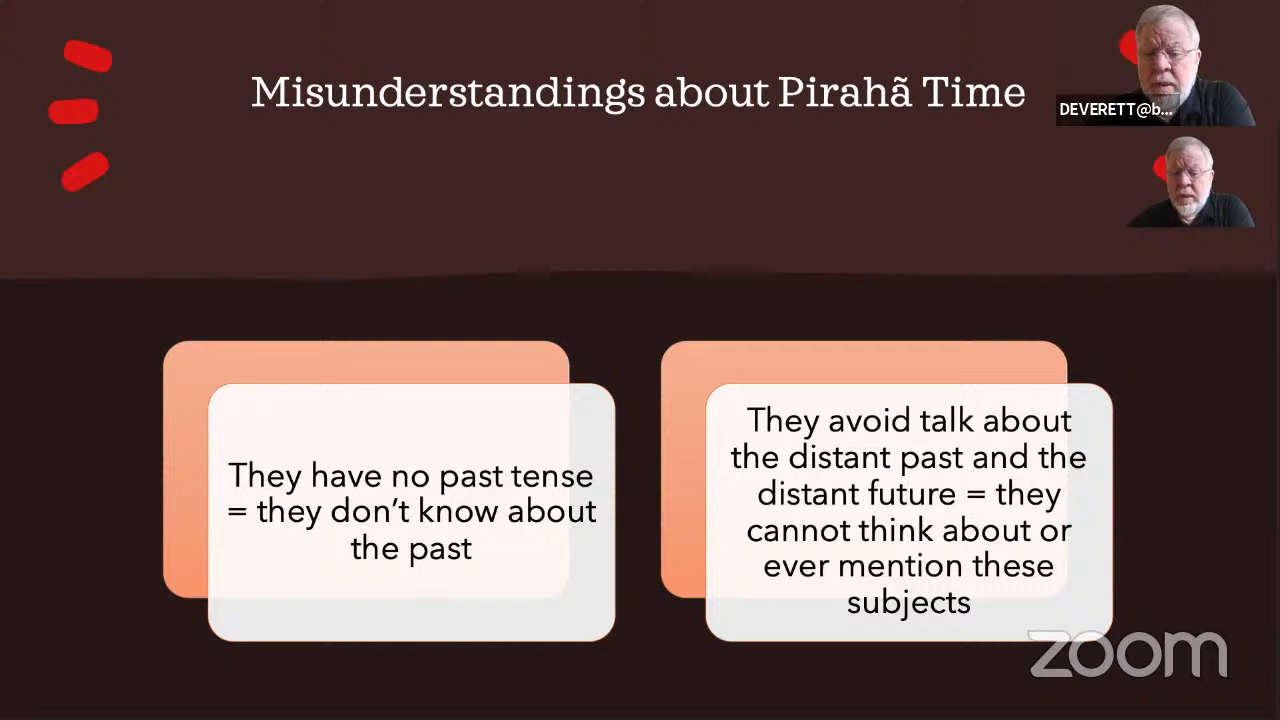 Misunderstandings about Pirahã Time
DEVERETT@b...
They have no past tense
= they don't know about
the past
They avoid talk about
the distant past and the
distant future = they
cannot think about or
ever mention these
subjects
zoom